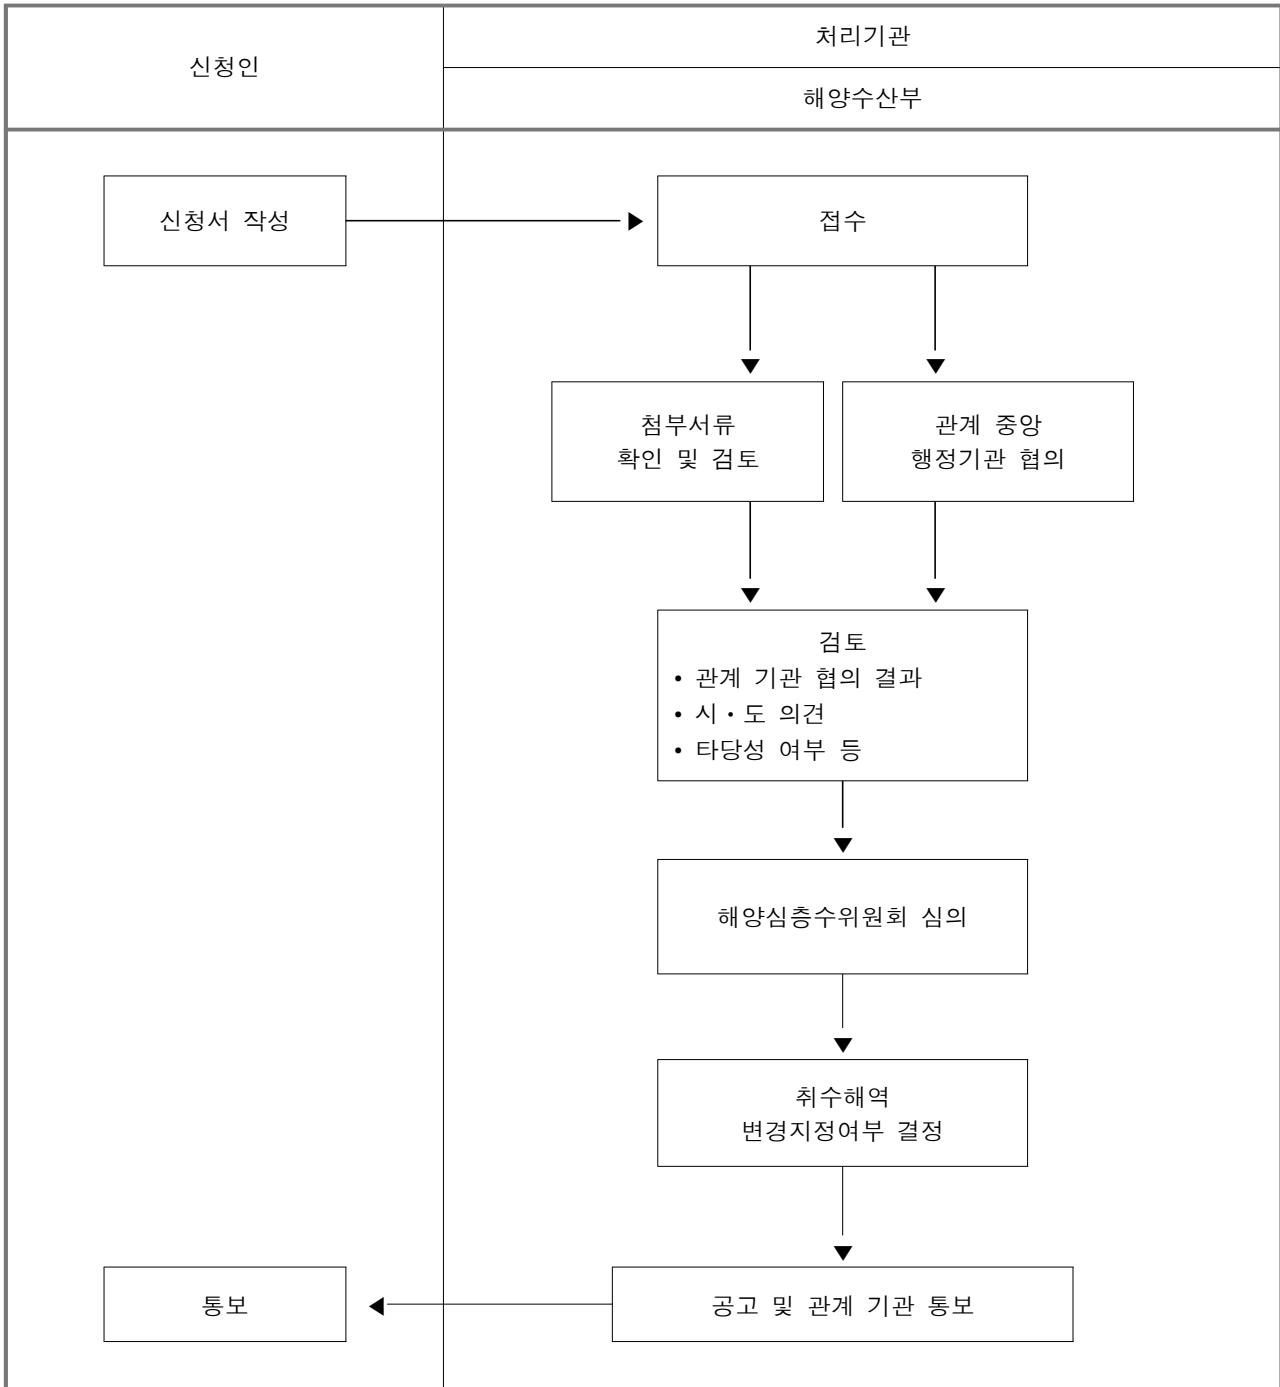 신청인
처리기관
해양수산부
신청서 작성
접수
첨부서류
확인 및 검토
관계 중앙
행정기관 협의
검토
• 관계 기관 협의 결과
• 시・도 의견
• 타당성 여부 등
해양심층수위원회 심의
취수해역
변경지정여부 결정
통보
공고 및 관계 기관 통보